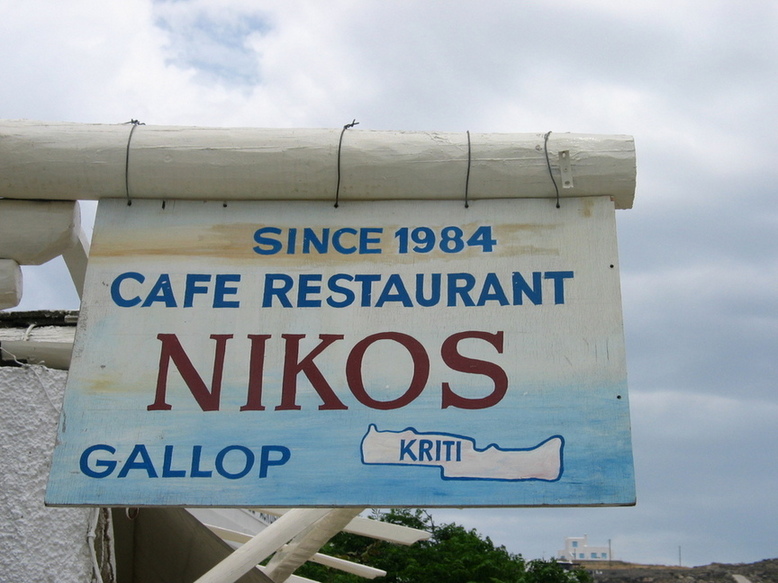 SINCE 1984
CAFE RESTAURANT
NIKOS
GALLOP KRITI